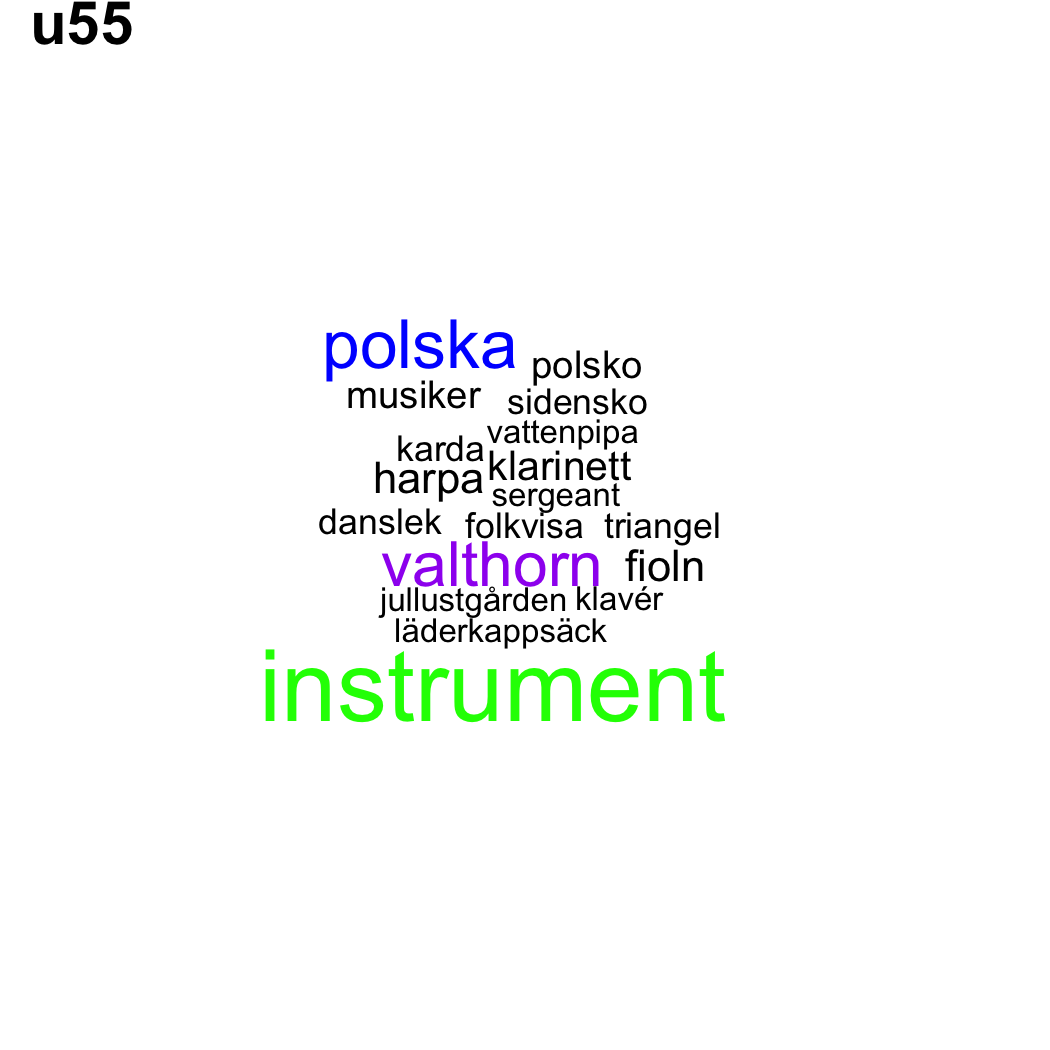 u55
polska polsko
musiker sidensko
vattenpipa
karda
klarinett
harpa
sergeant
danslek folkvisa triangel
valthorn fioln
jullustgården klavér
läderkappsäck
instrument